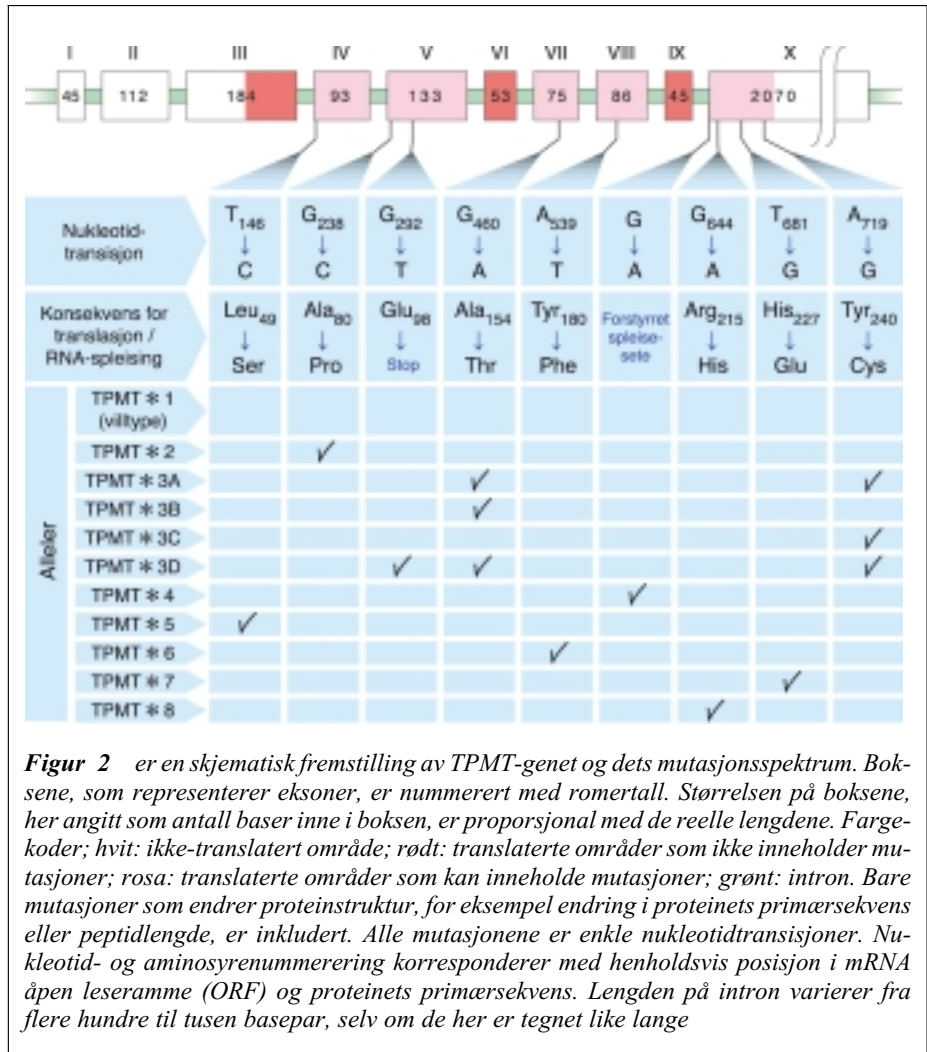 I II III IV V VI VII VIII IX X
45 112 184 93 133 53 75 86 45 2070
Nukleotid-
transisjon
T146 G238 G292 G460 A539 G G644 T681 A719
↓ ↓ ↓ ↓ ↓ ↓ ↓ ↓ ↓
C C T A T A A G G
Konsekvens for
translasjon /
RNA-spleising
Leu49 Ala80 Glu98 Ala154 Tyr180 Forstyrret spleise-sete Arg215 His227 Tyr240
↓ ↓ ↓ ↓ ↓ ↓ ↓ ↓
Ser Pro Stop Thr Phe His Glu Cys
Alleler
TPMT * 1
(villtype)
TPMT * 2 ✓
TPMT * 3A ✓ ✓
TPMT * 3B ✓
TPMT * 3C ✓
TPMT * 3D ✓ ✓ ✓
TPMT * 4 ✓
TPMT * 5 ✓
TPMT * 6 ✓
TPMT * 7 ✓
TPMT * 8 ✓
Figur 2 er en skjematisk fremstilling av TPMT-genet og dets mutasjonsspektrum. Bok-
sene, som representerer eksoner, er nummerert med romertall. Størrelsen på boksene,
her angitt som antall baser inne i boksen, er proporsjonal med de reelle lengdene. Farge-
koder; hvit: ikke-translatert område; rødt: translaterte områder som ikke inneholder mu-
tasjoner; rosa: translaterte områder som kan inneholde mutasjoner; grønt: intron. Bare
mutasjoner som endrer proteinstruktur, for eksempel endring i proteinets primærsekvens
eller peptidlengde, er inkludert. Alle mutasjonene er enkle nukleotidtransisjoner. Nu-
kleotid- og aminosyrenummerering korresponderer med henholdsvis posisjon i mRNA
åpen leseramme (ORF) og proteinets primærsekvens. Lengden på intron varierer fra
flere hundre til tusen basepar, selv om de her er tegnet like lange